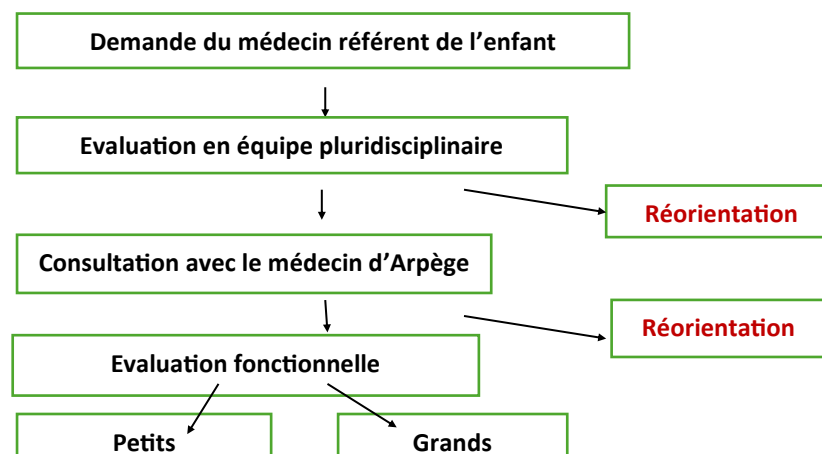 Demande du médecin référent de l’enfant
Evaluation en équipe pluridisciplinaire
Réorientation
Consultation avec le médecin d’Arpège
Réorientation
Evaluation fonctionnelle
Petits
Grands